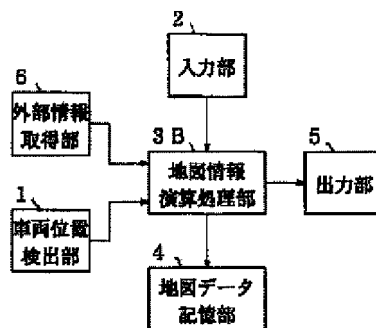 2
入力部
6
外部情報
取得部
3B
地図情報
演算処理部
5
出力部
1
車両位置
検出部
4
地図データ
記憶部